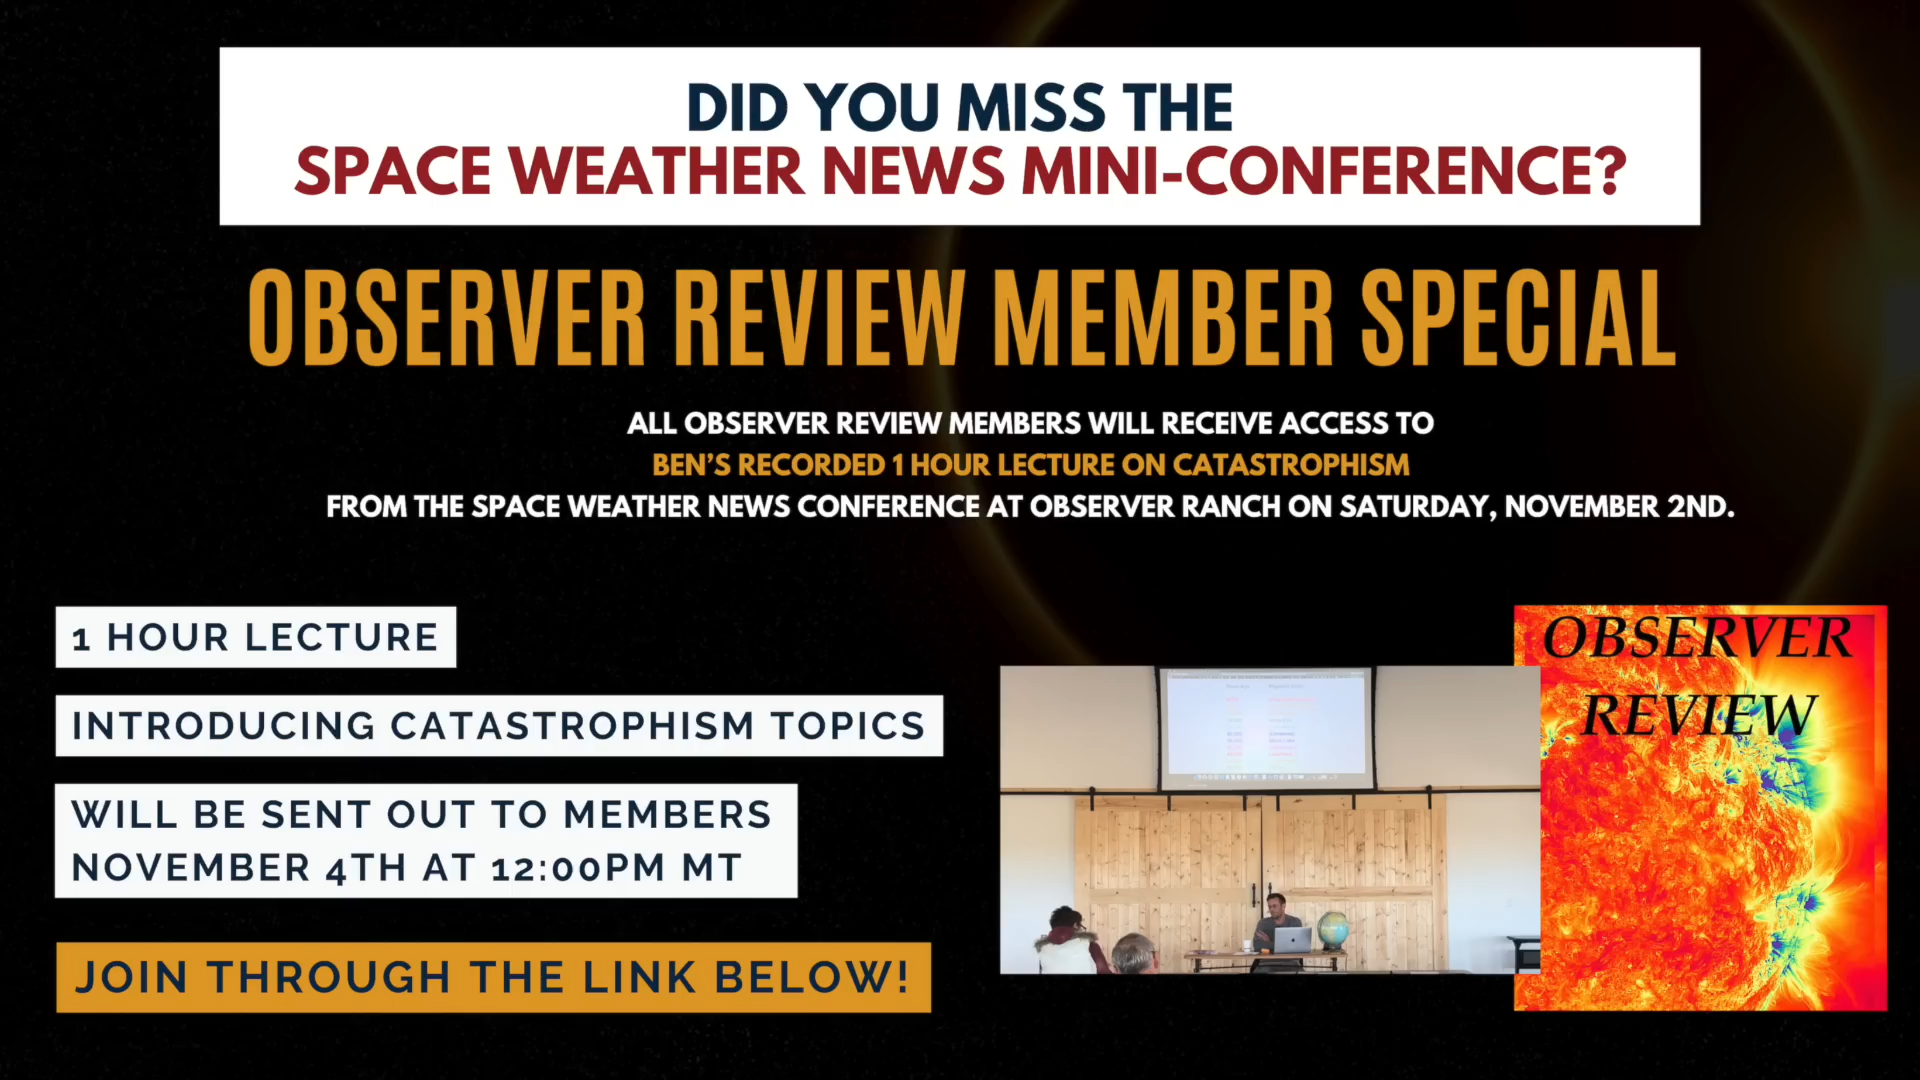 DID YOU MISS THE
SPACE WEATHER NEWS MINI-CONFERENCE?
OBSERVER REVIEW MEMBER SPECIAL
ALL OBSERVER REVIEW MEMBERS WILL RECEIVE ACCESS TO
BEN'S RECORDED 1 HOUR LECTURE ON CATASTROPHISM
FROM THE SPACE WEATHER NEWS CONFERENCE AT OBSERVER RANCH ON SATURDAY, NOVEMBER 2ND.
1 HOUR LECTURE
INTRODUCING CATASTROPHISM TOPICS
WILL BE SENT OUT TO MEMBERS
NOVEMBER 4TH AT 12:00PM MT
JOIN THROUGH THE LINK BELOW!
OBSERVER
REVIEW